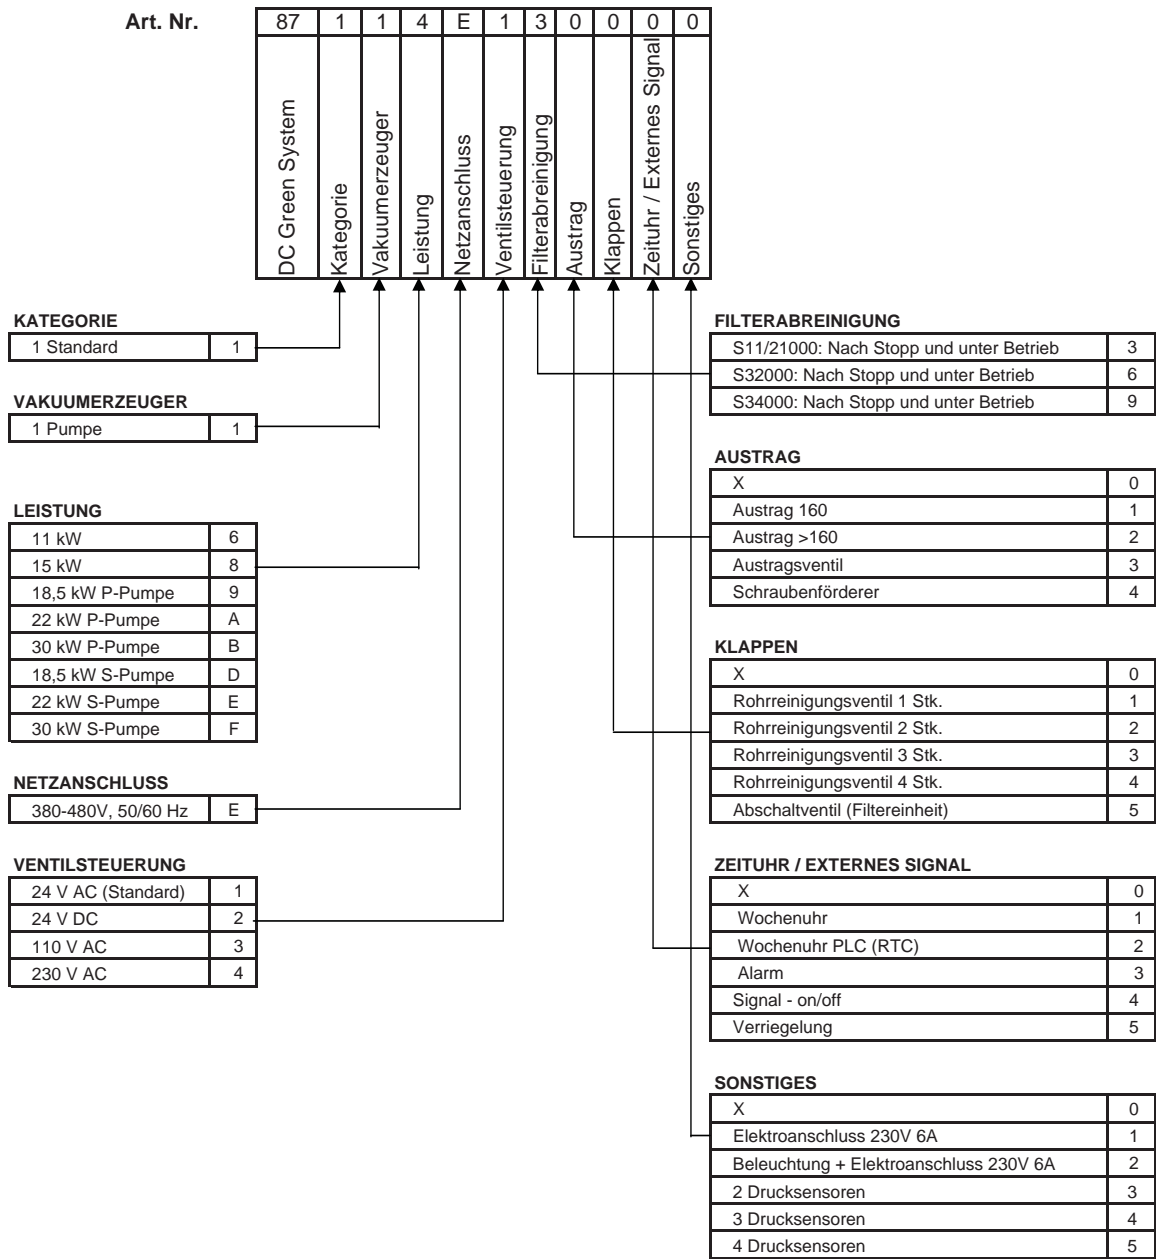 Art. Nr. 87 1 1 4 E 1 3 0 0 0 0
DC Green System
Kategorie
Vakuumerzeuger
Leistung
Netzanschluss
Ventilsteuerung
Filterabreinigung
Austrag
Klappen
Zeituhr / Externes Signal
Sonstiges
KATEGORIE
1 Standard 1
VAKUUMERZEUGER
1 Pumpe 1
LEISTUNG
11 kW 6
15 kW 8
18,5 kW P-Pumpe 9
22 kW P-Pumpe A
30 kW P-Pumpe B
18,5 kW S-Pumpe D
22 kW S-Pumpe E
30 kW S-Pumpe F
NETZANSCHLUSS
380-480V, 50/60 Hz E
VENTILSTEUERUNG
24 V AC (Standard) 1
24 V DC 2
110 V AC 3
230 V AC 4
FILTERABREINIGUNG
S11/21000: Nach Stopp und unter Betrieb 3
S32000: Nach Stopp und unter Betrieb 6
S34000: Nach Stopp und unter Betrieb 9
AUSTRAG
X 0
Austrag 160 1
Austrag >160 2
Austragsventil 3
Schraubenförderer 4
KLAPPEN
X 0
Rohrreinigungsventil 1 Stk. 1
Rohrreinigungsventil 2 Stk. 2
Rohrreinigungsventil 3 Stk. 3
Rohrreinigungsventil 4 Stk. 4
Abschaltventil (Filtereinheit) 5
ZEITUHR / EXTERNES SIGNAL
X 0
Wochenuhr 1
Wochenuhr PLC (RTC) 2
Alarm 3
Signal - on/off 4
Verriegelung 5
SONSTIGES
X 0
Elektroanschluss 230V 6A 1
Beleuchtung + Elektroanschluss 230V 6A 2
2 Drucksensoren 3
3 Drucksensoren 4
4 Drucksensoren 5